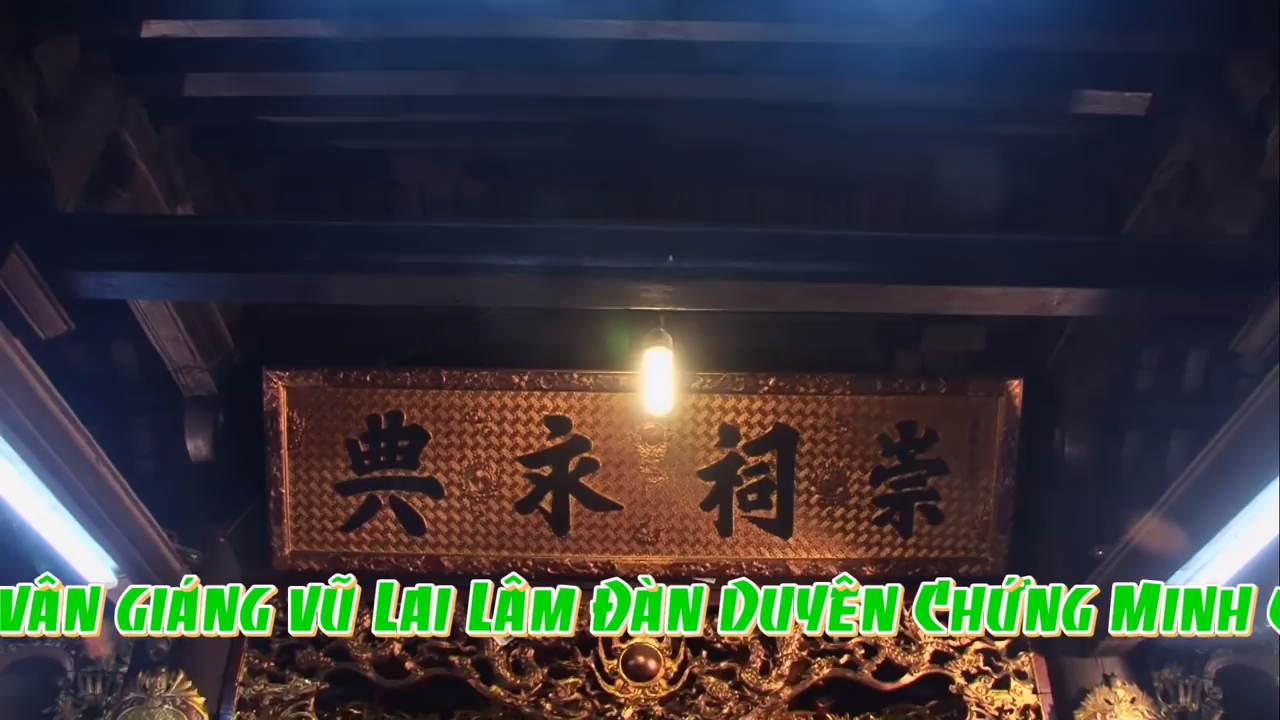 崇祠永典
vân giáng vũ Lai Lâm Đàn Duyên Chứng Minh